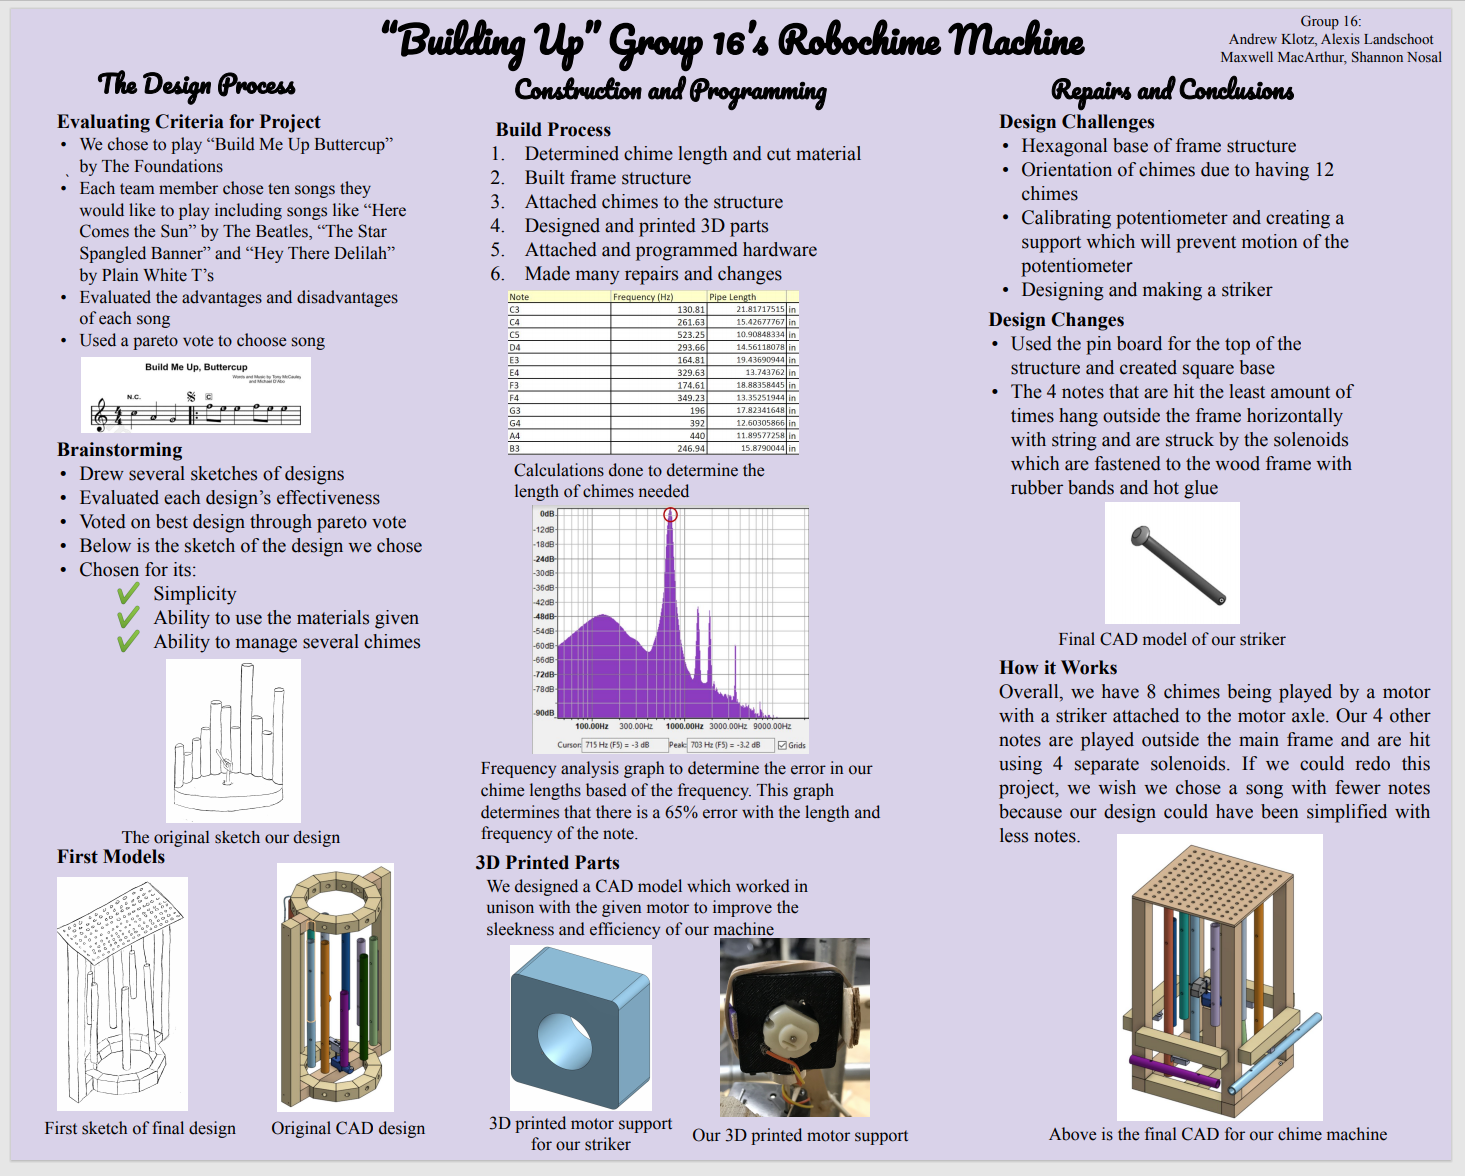 “Building Up” Group 16’s Robochime Machine
Group 16:
Andrew Klotz, Alexis Landschoot
Maxwell MacArthur, Shannon Nosal
The Design Process
Evaluating Criteria for Project
• We chose to play “Build Me Up Buttercup”
by The Foundations
• Each team member chose ten songs they
would like to play including songs like “Here
Comes the Sun” by The Beatles, “The Star
Spangled Banner” and “Hey There Delilah”
by Plain White T’s
• Evaluated the advantages and disadvantages
of each song
• Used a pareto vote to choose song
Build Me Up, Buttercup
Words and Music by Tony McCauley
and Michael D'Abo
N.C.
C
4
4
Brainstorming
• Drew several sketches of designs
• Evaluated each design’s effectiveness
• Voted on best design through pareto vote
• Below is the sketch of the design we chose
• Chosen for its:
Simplicity
Ability to use the materials given
Ability to manage several chimes
The original sketch our design
First Models
First sketch of final design
Original CAD design
Construction and Programming
Build Process
1. Determined chime length and cut material
2. Built frame structure
3. Attached chimes to the structure
4. Designed and printed 3D parts
5. Attached and programmed hardware
6. Made many repairs and changes
Note Frequency (Hz) Pipe Length
C3 130.81 21.81717515 in
C4 261.63 15.42677767 in
C5 523.25 10.90848334 in
D4 293.66 14.56118078 in
E3 164.81 19.43690944 in
E4 329.63 13.743762 in
F3 174.61 18.88358445 in
F4 349.23 13.35251944 in
G3 196 17.82341648 in
G4 392 12.60305866 in
A4 440 11.89577258 in
B3 246.94 15.8790044 in
Calculations done to determine the
length of chimes needed
0dB
-12dB
-18dB
-24dB
-30dB
-36dB
-42dB
-48dB
-54dB
-60dB
-66dB
-72dB
-78dB
-90dB
100.00Hz 300.00Hz 1000.00Hz 3000.00Hz 9000.00Hz
Cursor: 715 Hz (F5) = -3 dB Peak: 703 Hz (F5) = -3.2 dB Grids
Frequency analysis graph to determine the error in our
chime lengths based of the frequency. This graph
determines that there is a 65% error with the length and
frequency of the note.
3D Printed Parts
We designed a CAD model which worked in
unison with the given motor to improve the
sleekness and efficiency of our machine
3D printed motor support
for our striker
Our 3D printed motor support
Repairs and Conclusions
Design Challenges
• Hexagonal base of frame structure
• Orientation of chimes due to having 12
chimes
• Calibrating potentiometer and creating a
support which will prevent motion of the
potentiometer
• Designing and making a striker
Design Changes
• Used the pin board for the top of the
structure and created square base
• The 4 notes that are hit the least amount of
times hang outside the frame horizontally
with string and are struck by the solenoids
which are fastened to the wood frame with
rubber bands and hot glue
Final CAD model of our striker
How it Works
Overall, we have 8 chimes being played by a motor
with a striker attached to the motor axle. Our 4 other
notes are played outside the main frame and are hit
using 4 separate solenoids. If we could redo this
project, we wish we chose a song with fewer notes
because our design could have been simplified with
less notes.
Above is the final CAD for our chime machine